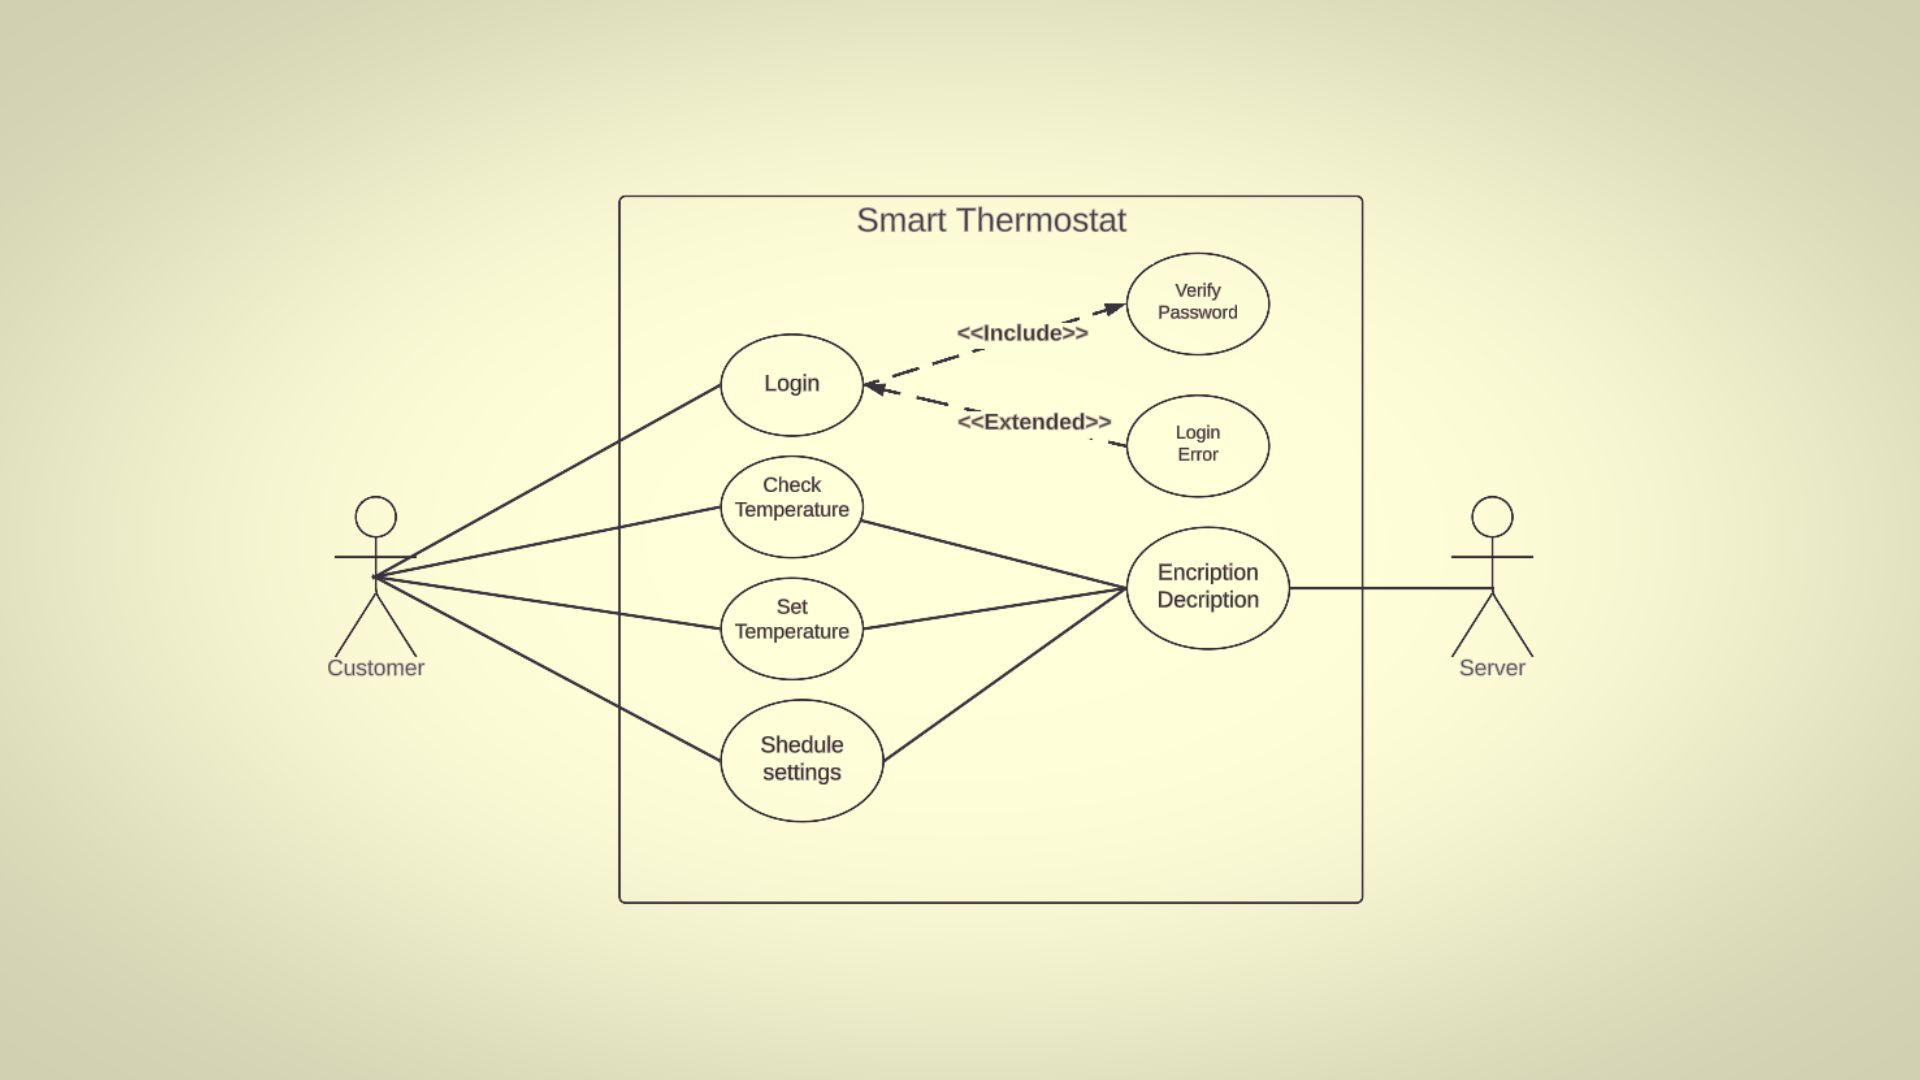 Smart Thermostat
Verify
Password
<<Include>>
Login
<<Extended>>
Login
Error
Check
Temperature
Encription
Decription
Set
Temperature
Customer
Server
Shedule
settings